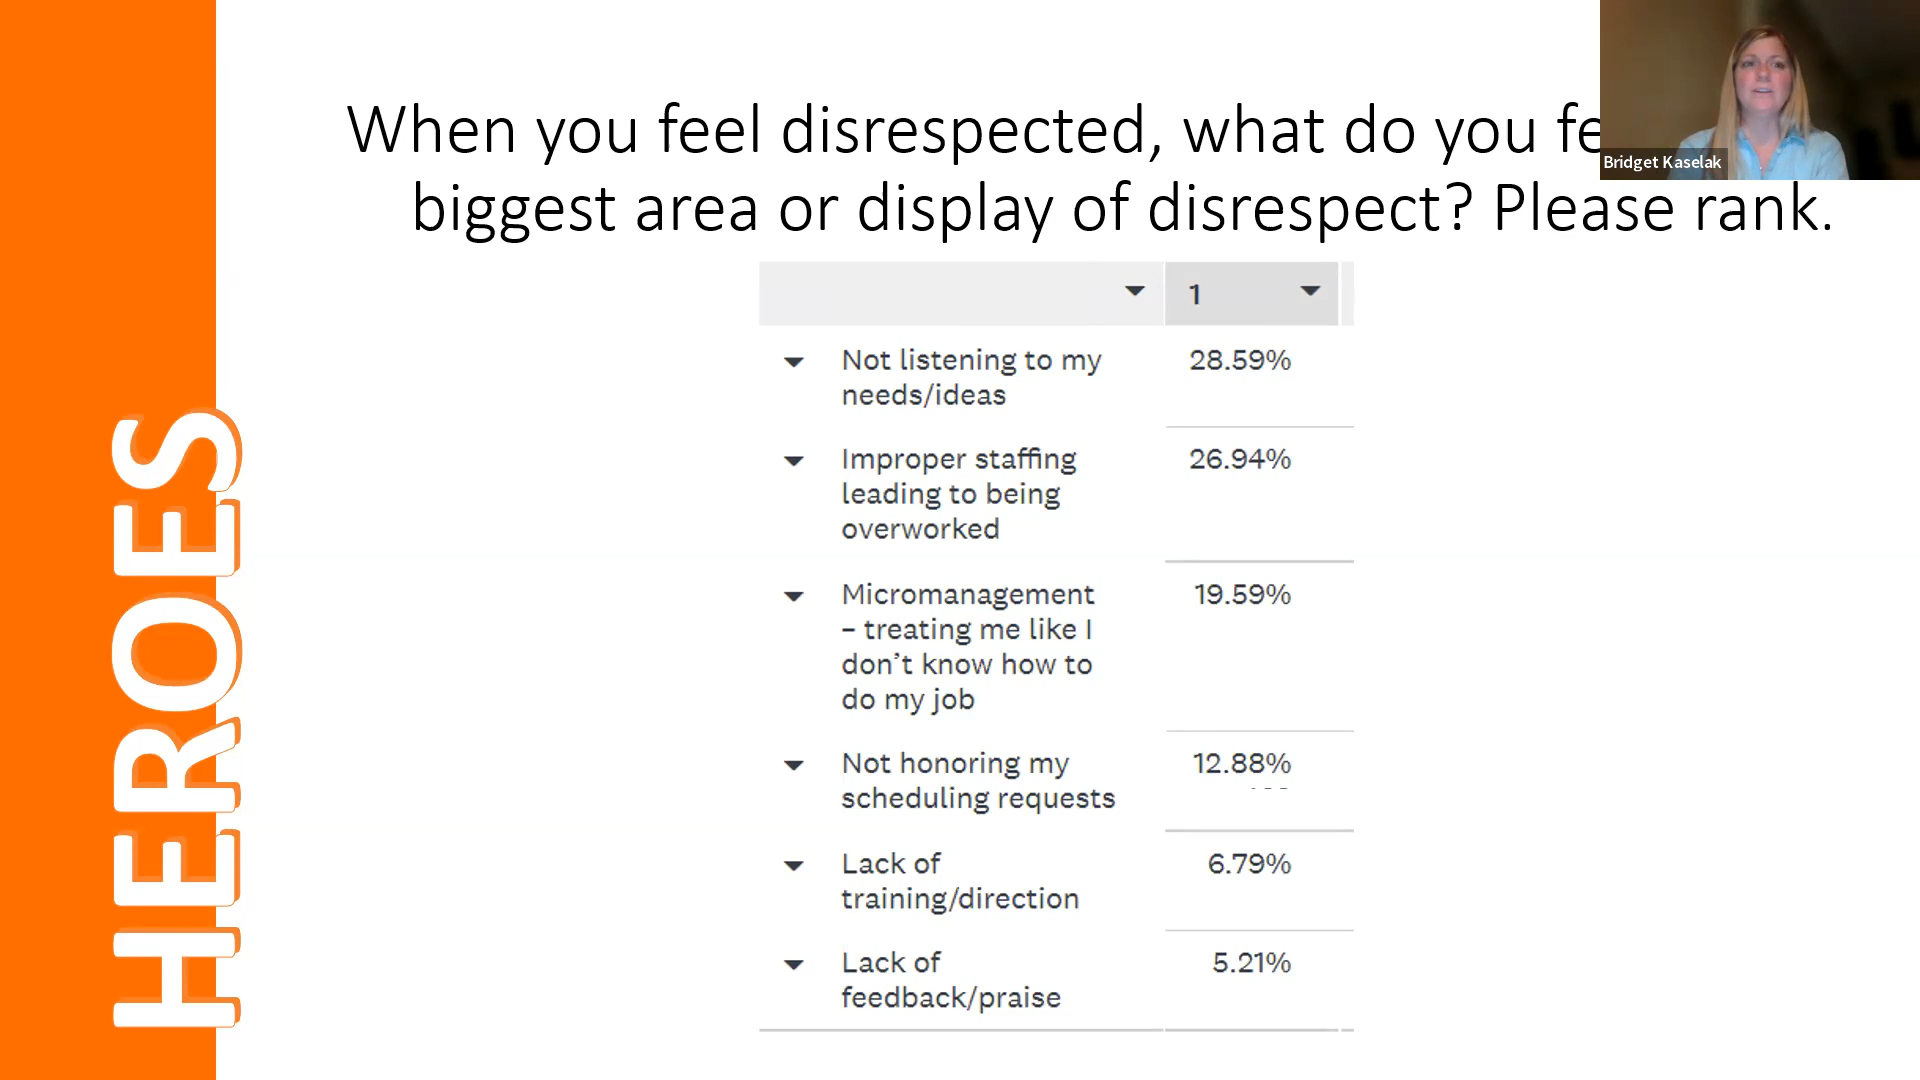 When you feel disrespected, what do you
biggest area or display of disrespect? Please rank.
Bridget Kaselak
1
Not listening to my
needs/ideas
28.59%
Improper staffing
leading to being
overworked
26.94%
Micromanagement
– treating me like I
don’t know how to
do my job
19.59%
Not honoring my
scheduling requests
12.88%
Lack of
training/direction
6.79%
Lack of
feedback/praise
5.21%
HEROES